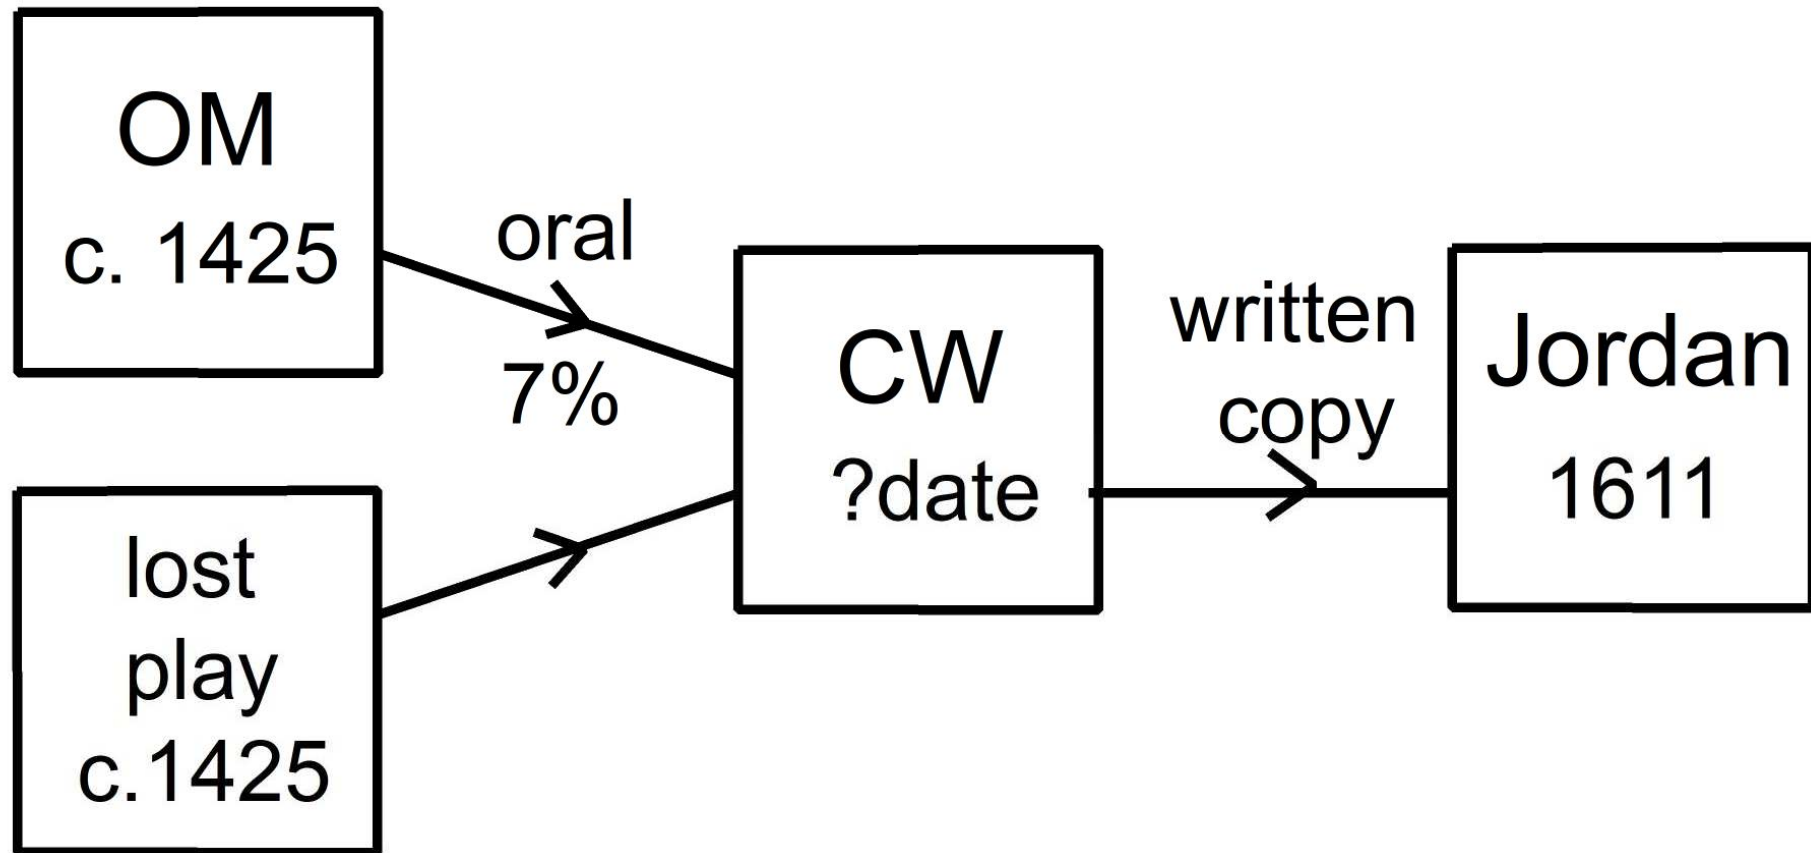 OM
c. 1425
oral
7%
lost
play
c.1425
CW
?date
written
copy
Jordan
1611